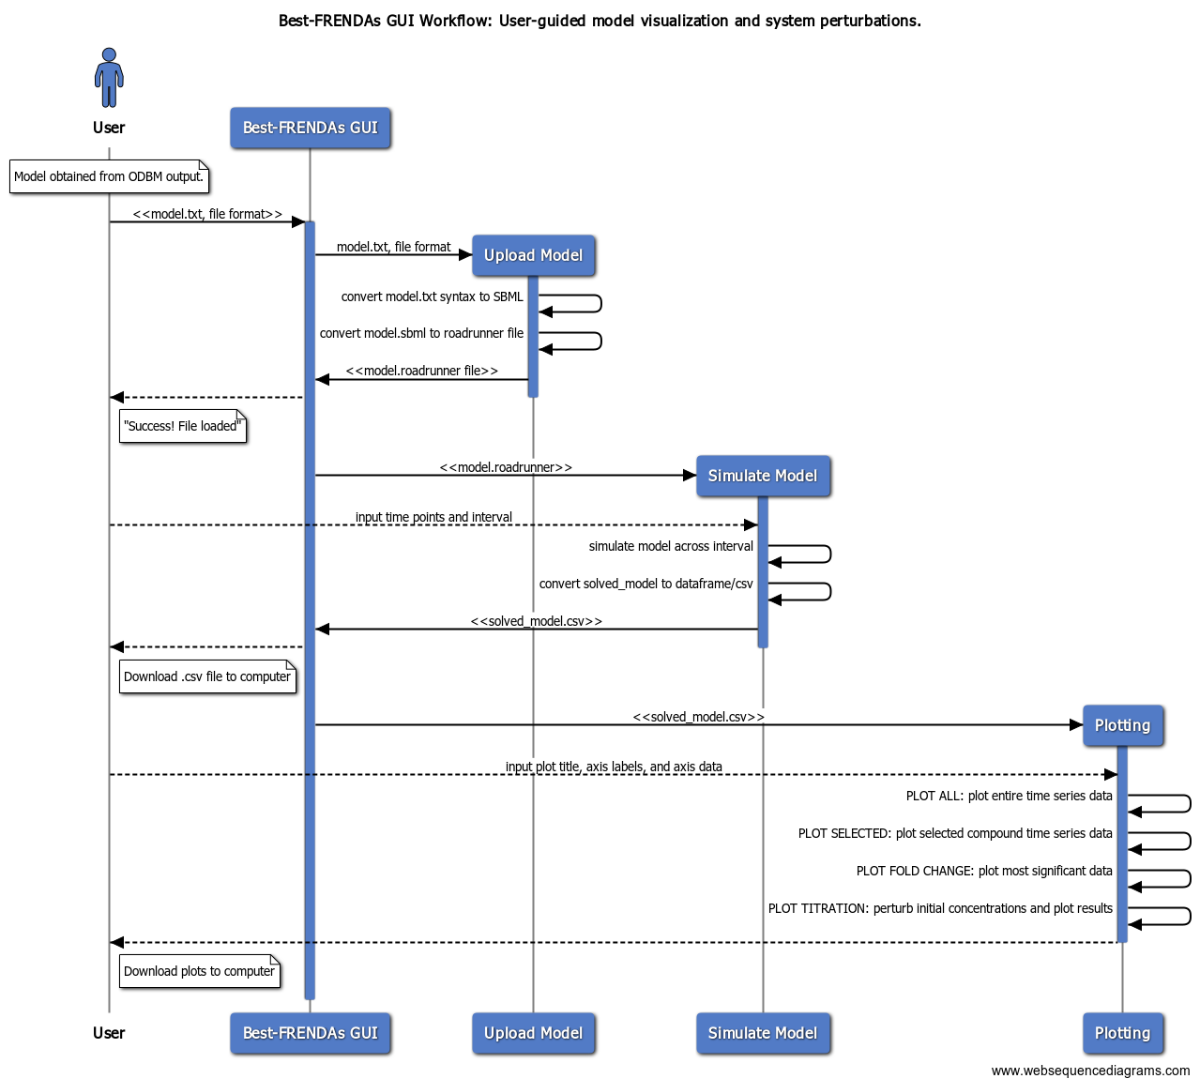 Best-FRENDAs GUI Workflow: User-guided model visualization and system perturbations.
User
Best-FRENDAs GUI
Model obtained from ODBM output.
<<model.txt, file format>>
model.txt, file format
Upload Model
convert model.txt syntax to SBML
convert model.sbml to roadrunner file
<<model.roadrunner file>>
"Success! File loaded"
<<model.roadrunner>>
Simulate Model
input time points and interval
simulate model across interval
convert solved_model to dataframe/csv
<<solved_model.csv>>
Download .csv file to computer
<<solved_model.csv>>
Plotting
input plot title, axis labels, and axis data
PLOT ALL: plot entire time series data
PLOT SELECTED: plot selected compound time series data
PLOT FOLD CHANGE: plot most significant data
PLOT TITRATION: perturb initial concentrations and plot results
Download plots to computer
User
Best-FRENDAs GUI
Upload Model
Simulate Model
Plotting
www.websequencediagrams.com